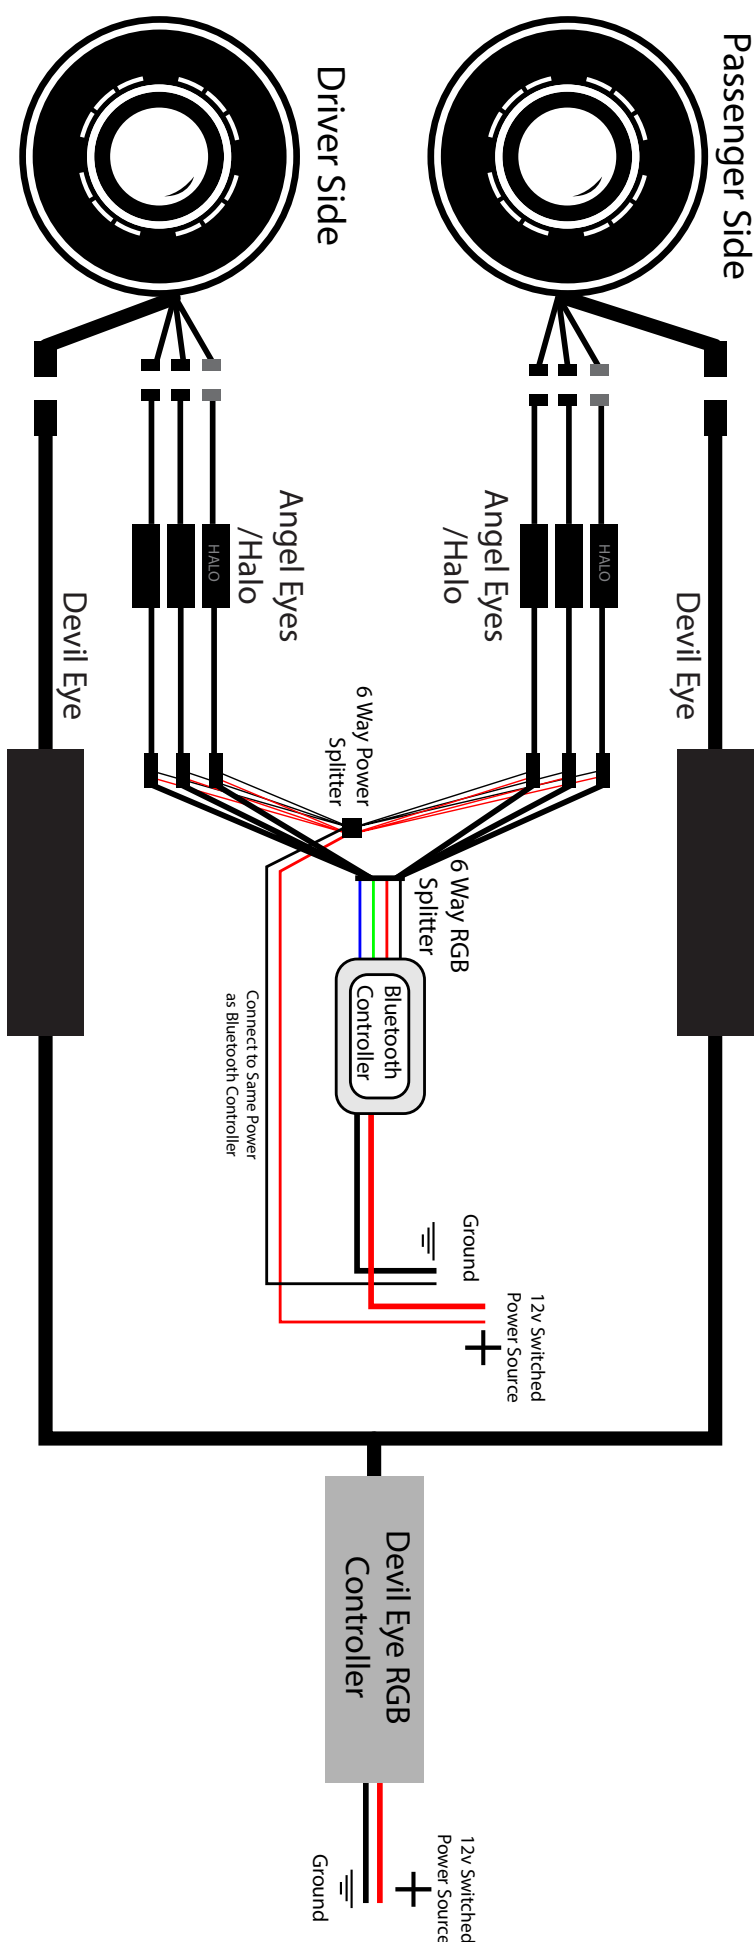 Passenger Side
Driver Side
Angel Eyes
/Halo
HALO
Angel Eyes
/Halo
HALO
Devil Eye
Devil Eye
6 Way Power
Splitter
6 Way RGB
Splitter
Bluetooth
Controller
Connect to Same Power
as Bluetooth Controller
Ground
12v Switched
Power Source
Devil Eye RGB
Controller
12v Switched
Power Source
Ground